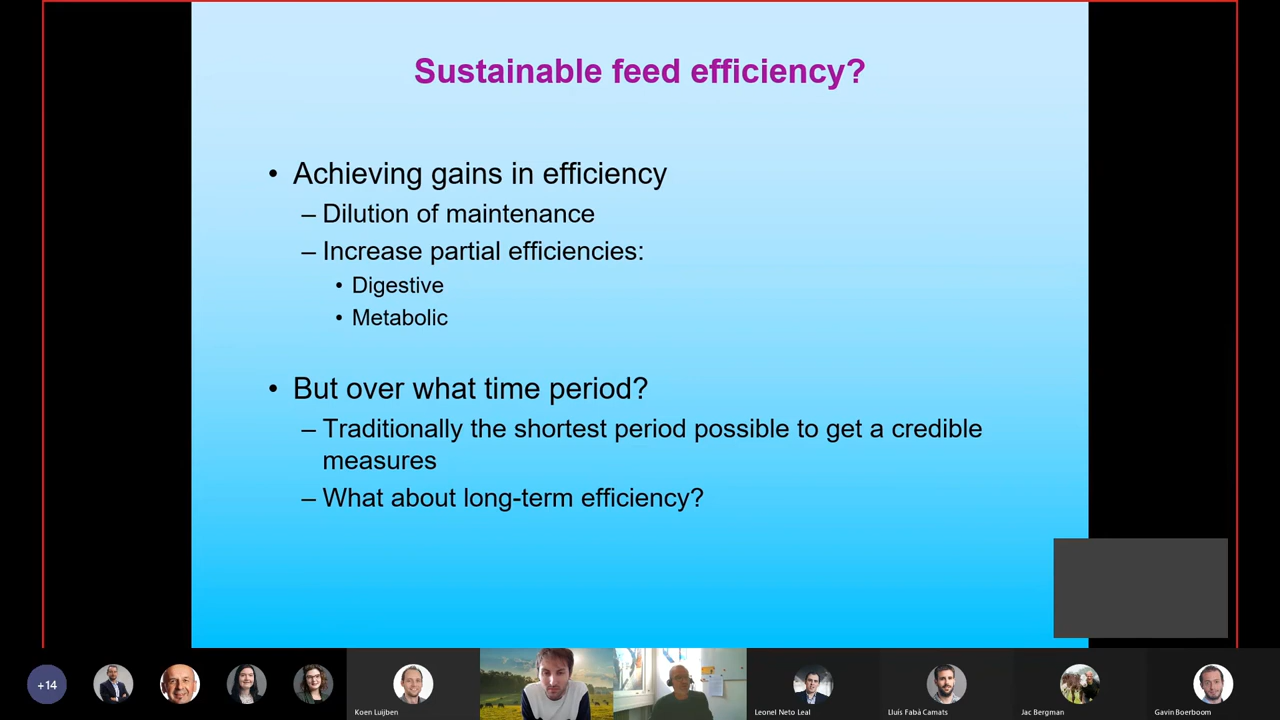 Sustainable feed efficiency?
• Achieving gains in efficiency
– Dilution of maintenance
– Increase partial efficiencies:
• Digestive
• Metabolic
• But over what time period?
– Traditionally the shortest period possible to get a credible
measures
– What about long-term efficiency?
+14
Koen Luijben
Leonel Neto Leal
Lluís Fabá Camats
Jac Bergman
Gavin Boerboom